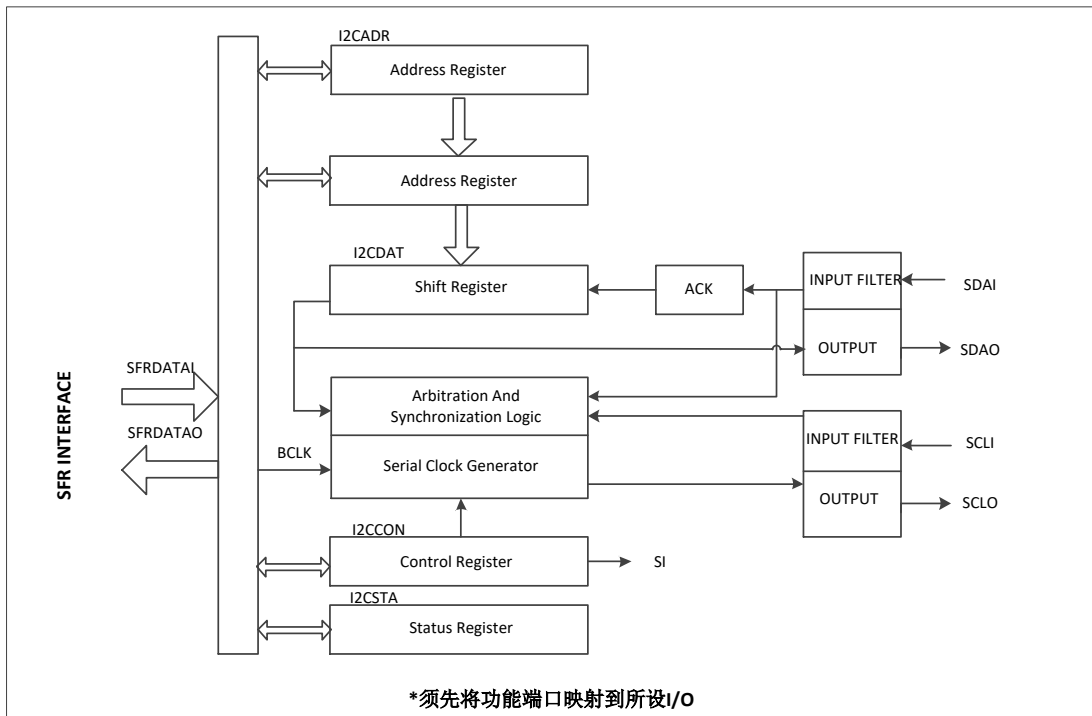 I2CADR
Address Register
Address Register
I2CDAT
Shift Register
ACK
INPUT FILTER
SDAI
OUTPUT
SDAO
SFR INTERFACE
SFRDATAI
SFRDATAO
Arbitration And
Synchronization Logic
BCLK
Serial Clock Generator
INPUT FILTER
SCLI
OUTPUT
SCLO
I2CCON
Control Register
SI
I2CSTA
Status Register
*须先将功能端口映射到所设I/O